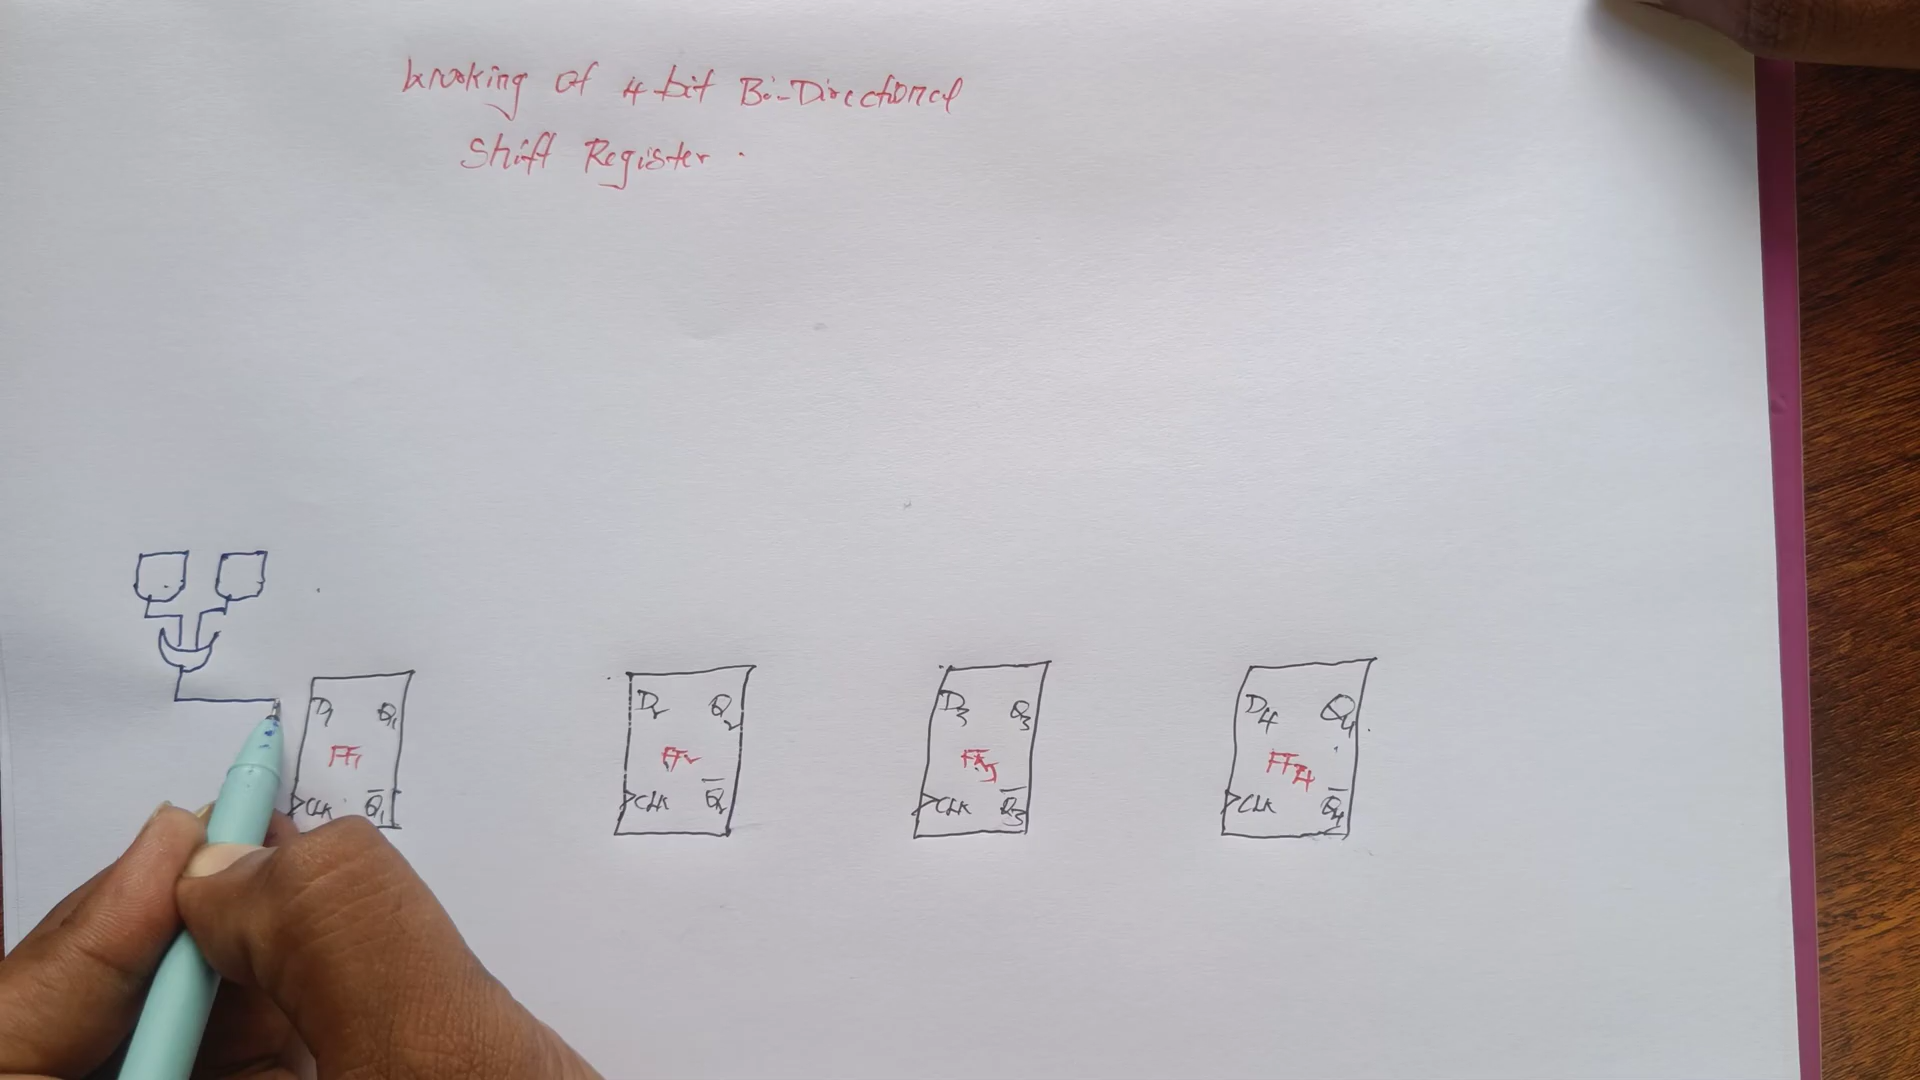 Working of 4 bit Bi-Directional
Shift Register.
D1 Q1
FF1
CLK Q̅1
D2 Q2
FF2
CLK Q̅2
D3 Q3
FF3
CLK Q̅3
D4 Q4
FF4
CLK Q̅4